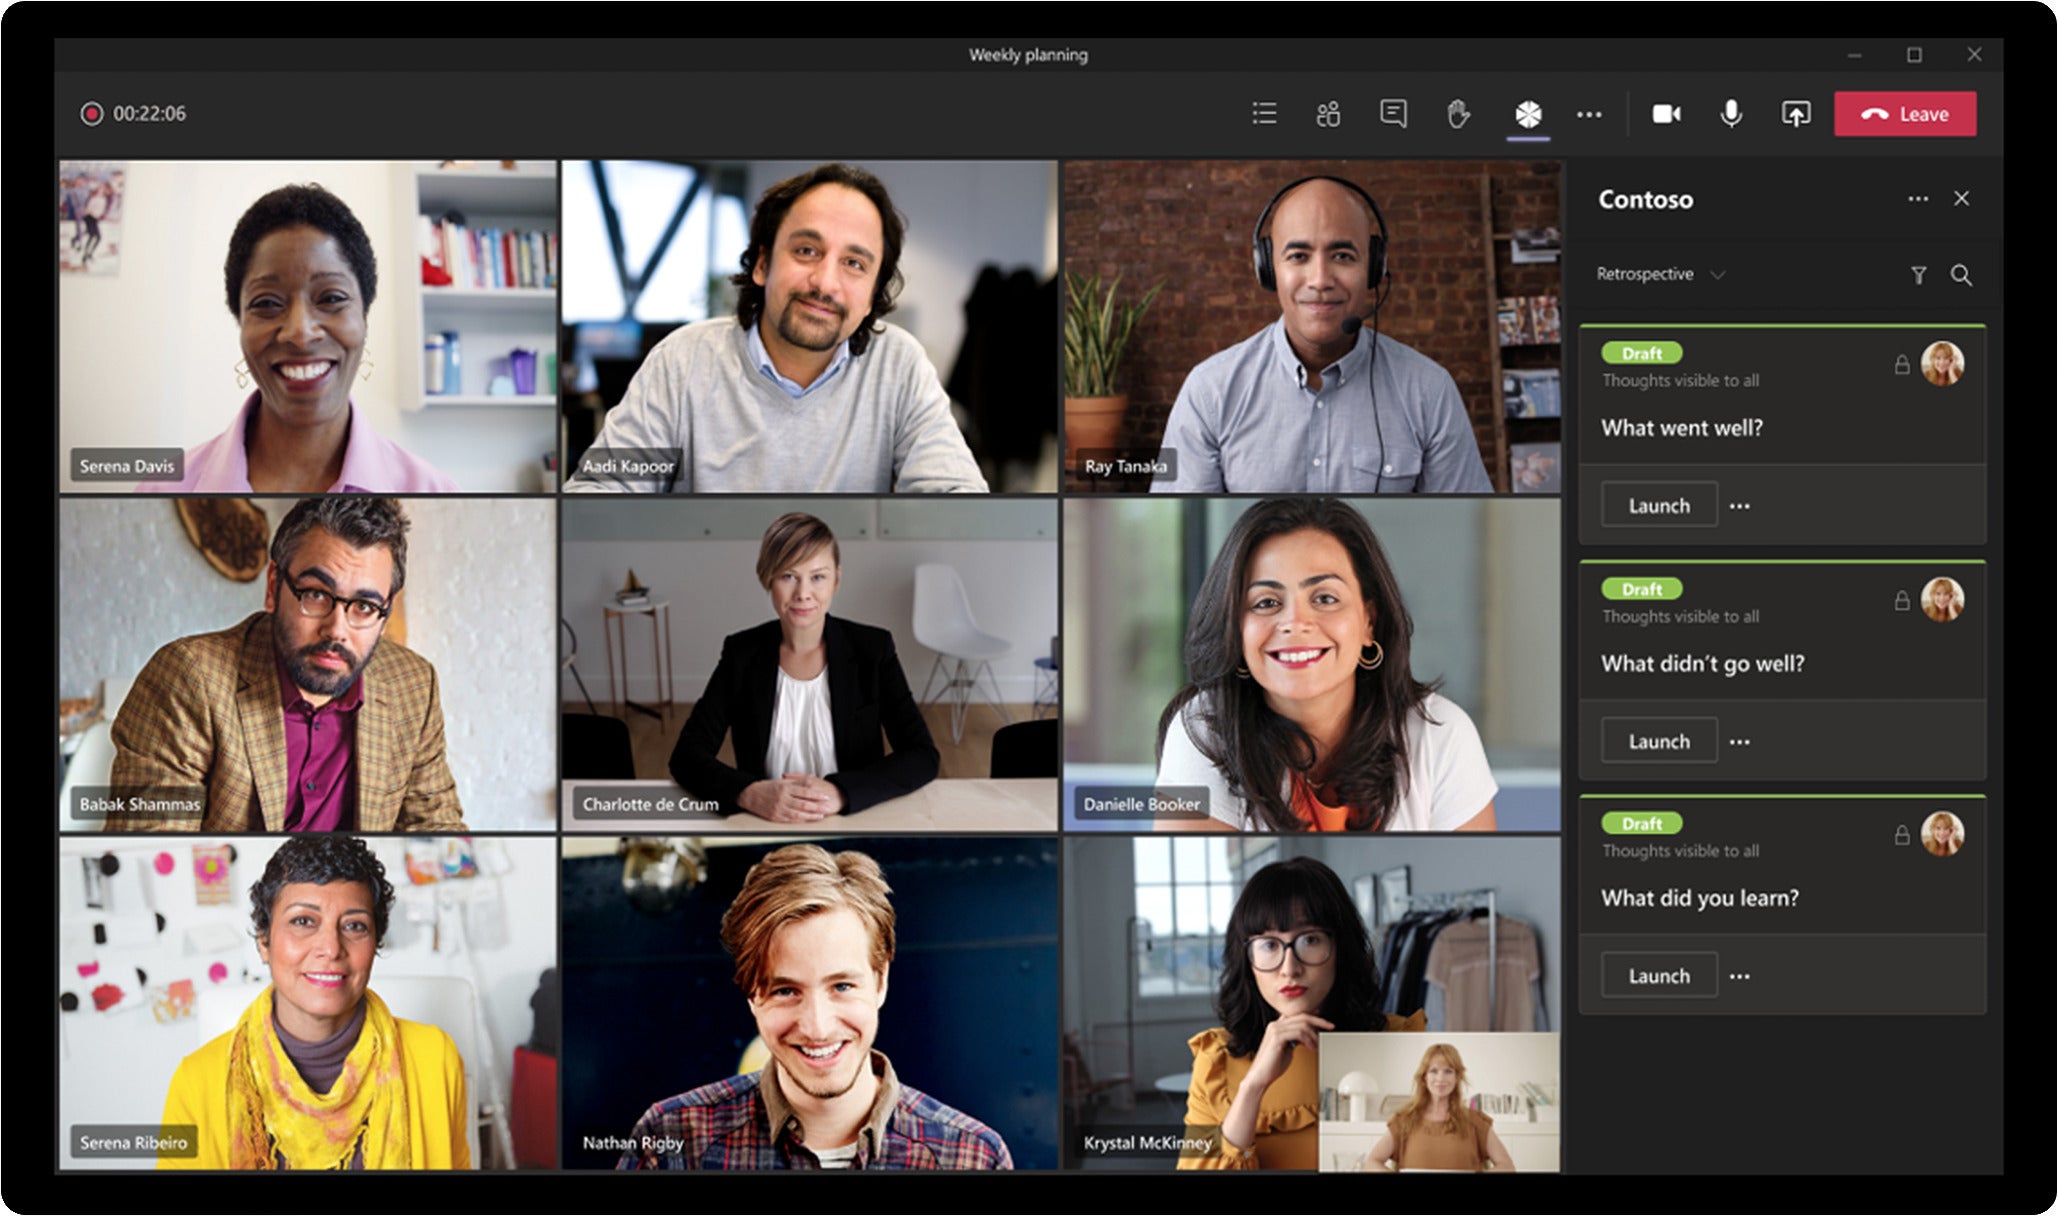 Weekly planning
00:22:06
Leave
Serena Davis
Aadi Kapoor
Ray Tanaka
Babak Shammas
Charlotte de Crum
Danielle Booker
Serena Ribeiro
Nathan Rigby
Krystal McKinney
Contoso
Retrospective
Draft
Thoughts visible to all
What went well?
Launch
Draft
Thoughts visible to all
What didn’t go well?
Launch
Draft
Thoughts visible to all
What did you learn?
Launch